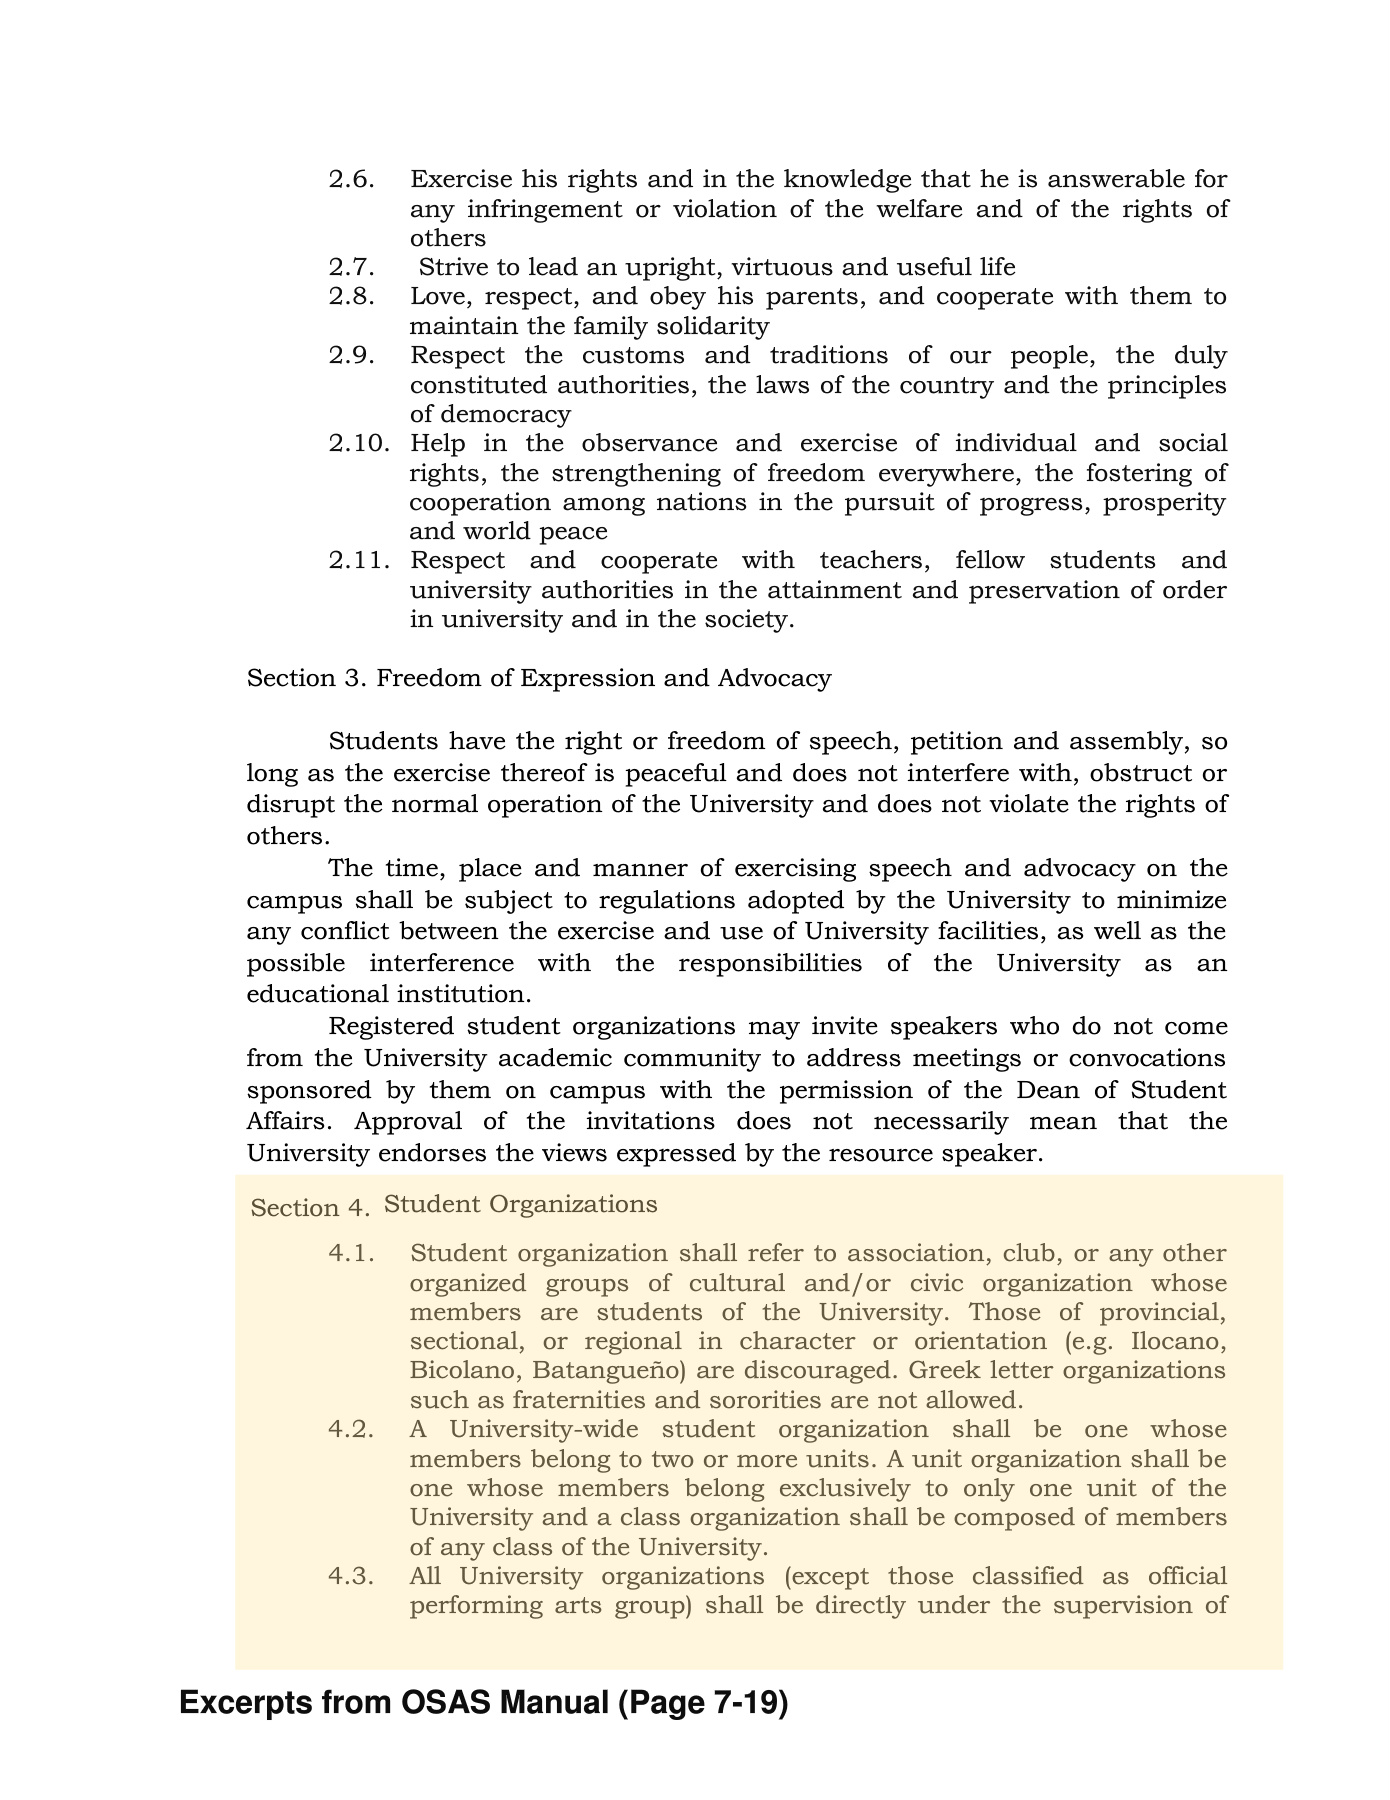 2.6. Exercise his rights and in the knowledge that he is answerable for
any infringement or violation of the welfare and of the rights of
others
2.7. Strive to lead an upright, virtuous and useful life
2.8. Love, respect, and obey his parents, and cooperate with them to
maintain the family solidarity
2.9. Respect the customs and traditions of our people, the duly
constituted authorities, the laws of the country and the principles
of democracy
2.10. Help in the observance and exercise of individual and social
rights, the strengthening of freedom everywhere, the fostering of
cooperation among nations in the pursuit of progress, prosperity
and world peace
2.11. Respect and cooperate with teachers, fellow students and
university authorities in the attainment and preservation of order
in university and in the society.
Section 3. Freedom of Expression and Advocacy
Students have the right or freedom of speech, petition and assembly, so
long as the exercise thereof is peaceful and does not interfere with, obstruct or
disrupt the normal operation of the University and does not violate the rights of
others.
The time, place and manner of exercising speech and advocacy on the
campus shall be subject to regulations adopted by the University to minimize
any conflict between the exercise and use of University facilities, as well as the
possible interference with the responsibilities of the University as an
educational institution.
Registered student organizations may invite speakers who do not come
from the University academic community to address meetings or convocations
sponsored by them on campus with the permission of the Dean of Student
Affairs. Approval of the invitations does not necessarily mean that the
University endorses the views expressed by the resource speaker.
Section 4. Student Organizations
4.1. Student organization shall refer to association, club, or any other
organized groups of cultural and/or civic organization whose
members are students of the University. Those of provincial,
sectional, or regional in character or orientation (e.g. Ilocano,
Bicolano, Batangueño) are discouraged. Greek letter organizations
such as fraternities and sororities are not allowed.
4.2. A University-wide student organization shall be one whose
members belong to two or more units. A unit organization shall be
one whose members belong exclusively to only one unit of the
University and a class organization shall be composed of members
of any class of the University.
4.3. All University organizations (except those classified as official
performing arts group) shall be directly under the supervision of
Excerpts from OSAS Manual (Page 7-19)